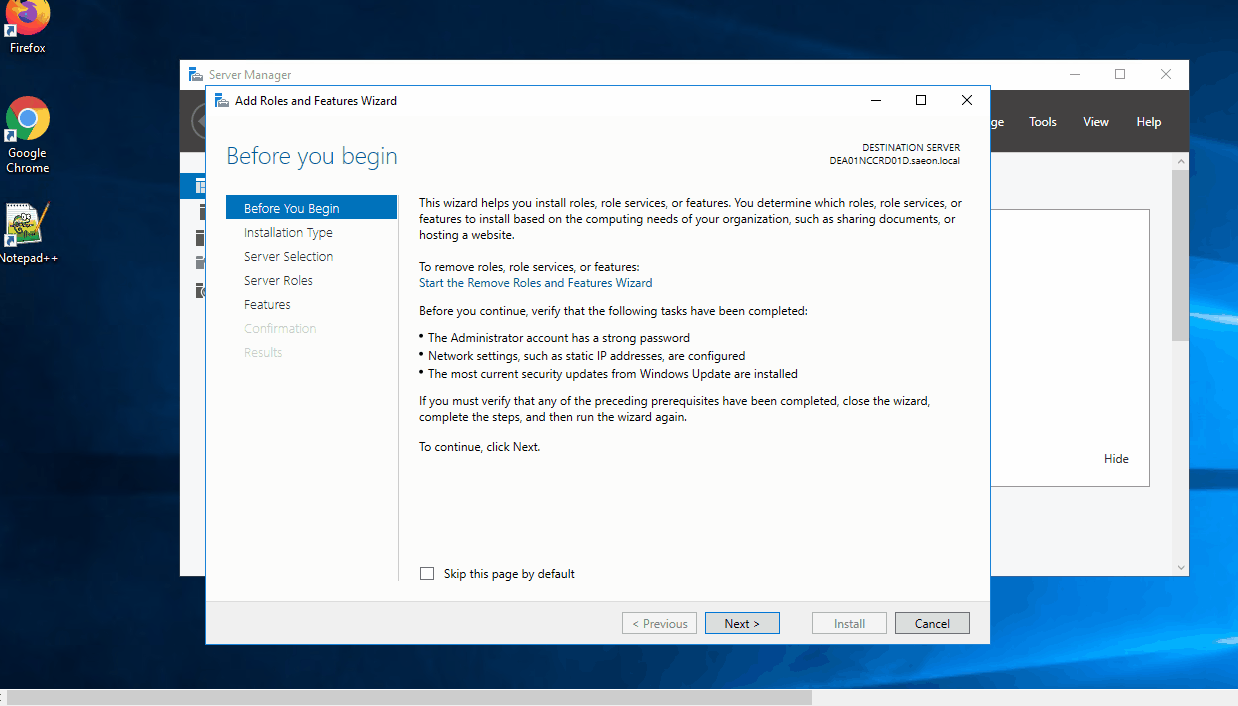 Firefox
Google
Chrome
Notepad++
Server Manager
Tools
View
Help
Hide
Add Roles and Features Wizard
Before you begin
DESTINATION SERVER
DEA01NCCRD01D.saeon.local
Before You Begin
Installation Type
Server Selection
Server Roles
Features
Confirmation
Results
This wizard helps you install roles, role services, or features. You determine which roles, role services, or
features to install based on the computing needs of your organization, such as sharing documents, or
hosting a website.
To remove roles, role services, or features:
Start the Remove Roles and Features Wizard
Before you continue, verify that the following tasks have been completed:
• The Administrator account has a strong password
• Network settings, such as static IP addresses, are configured
• The most current security updates from Windows Update are installed
If you must verify that any of the preceding prerequisites have been completed, close the wizard,
complete the steps, and then run the wizard again.
To continue, click Next.
Skip this page by default
< Previous
Next >
Install
Cancel